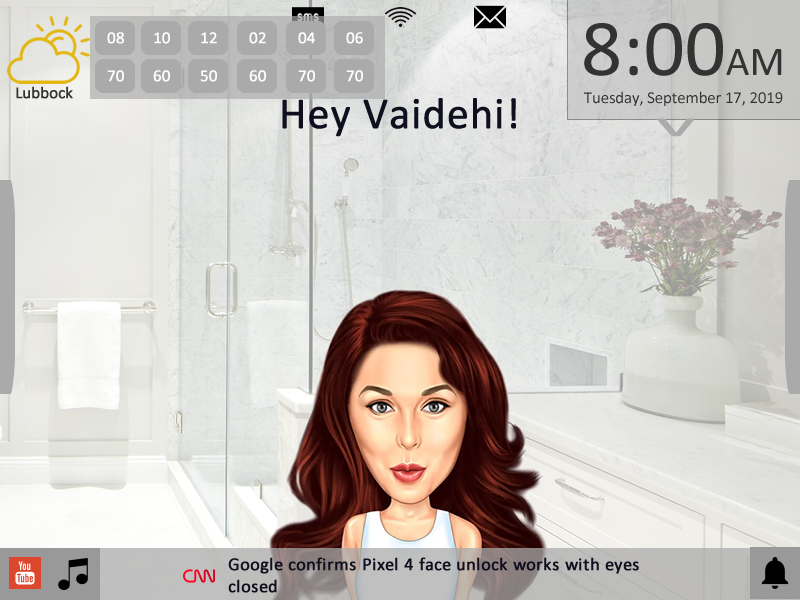 sms
08 10 12 02 04 06
70 60 50 60 70 70
Lubbock
8:00AM
Tuesday, September 17, 2019
Hey Vaidehi!
You
Tube
CNN
Google confirms Pixel 4 face unlock works with eyes
closed